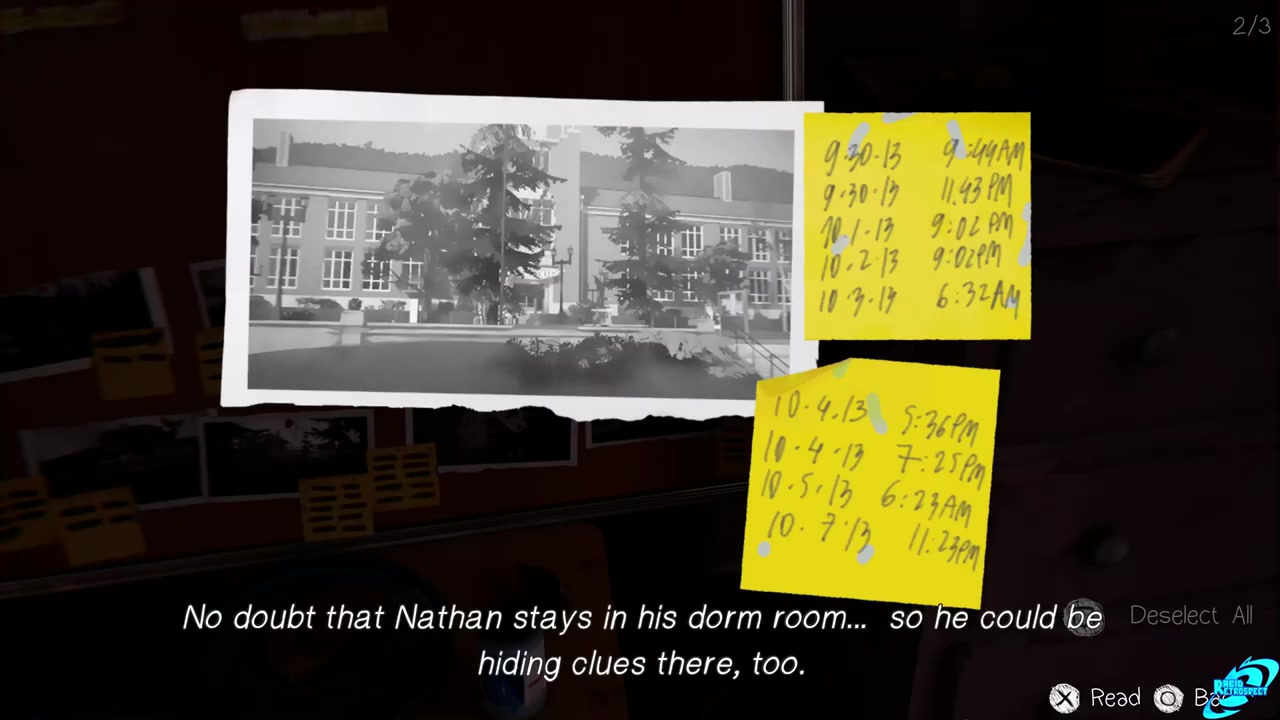 2/3
9.30.13 9:44AM
9.30.13 11:43PM
10.1.13 9:02PM
10.2.13 9:02PM
10.3.13 6:32AM
10.4.13 5:36PM
10.4.13 7:25PM
10.5.13 6:23AM
10.7.13 11:23PM
No doubt that Nathan stays in his dorm room... so he could be
hiding clues there, too.
Deselect All
Read
RETROSPECT